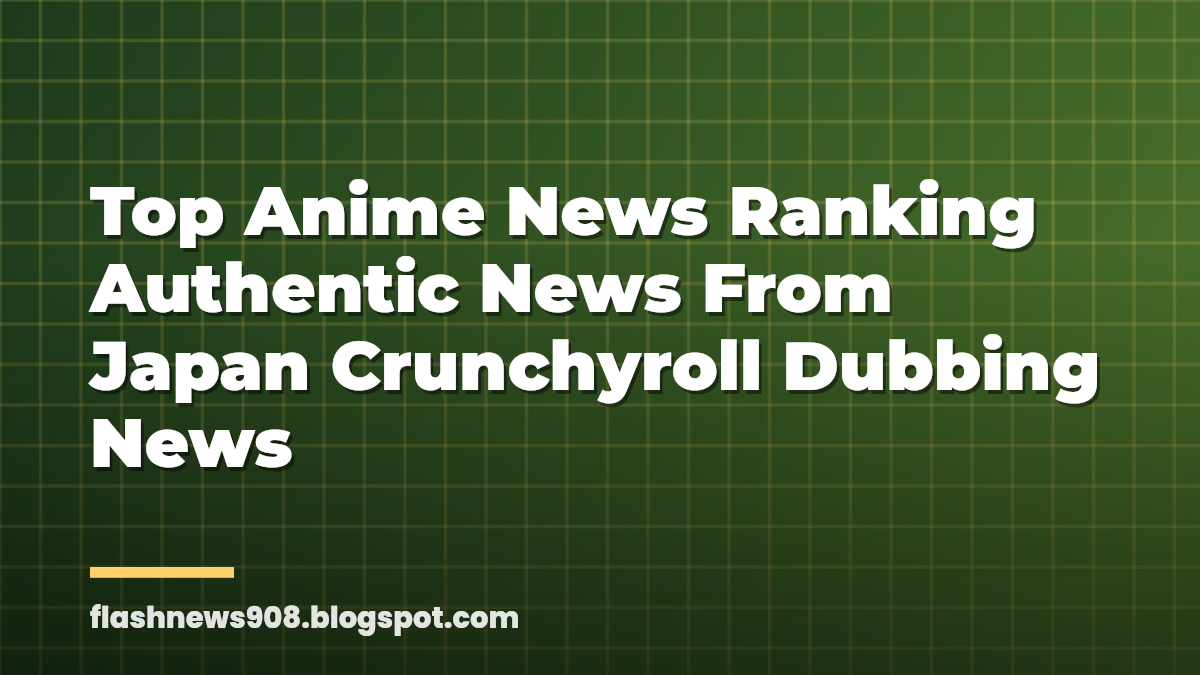 Top Anime News Ranking
Authentic News From
Japan Crunchyroll Dubbing
News
flashnews908.blogspot.com